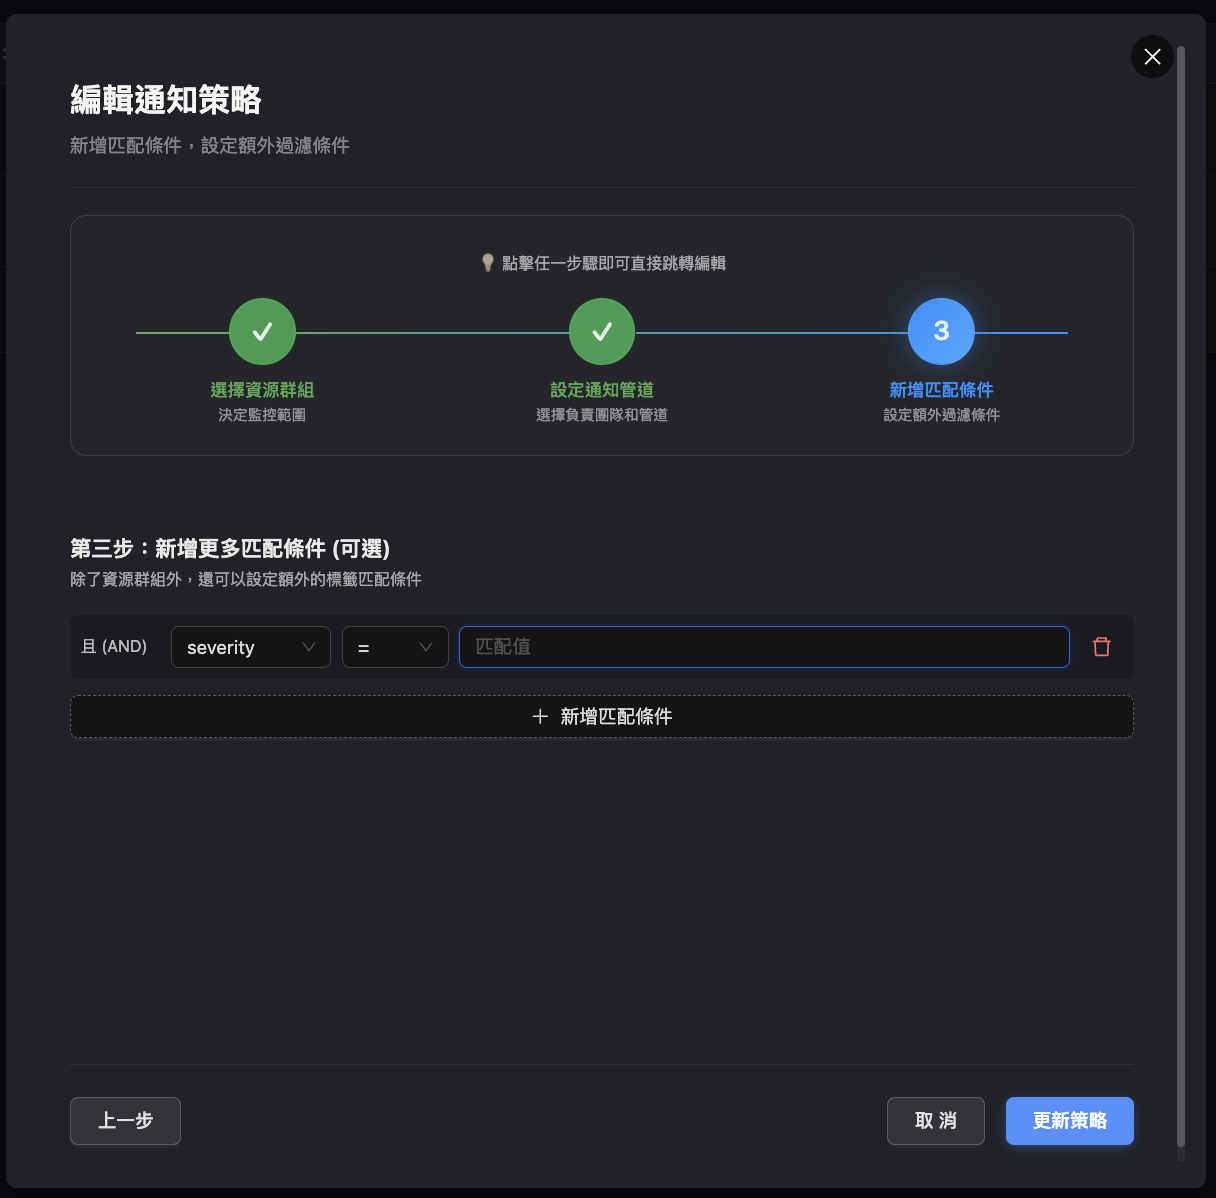 編輯通知策略
新增匹配條件，設定額外過濾條件
點擊任一步驟即可直接跳轉編輯
3
選擇資源群組
設定通知管道
新增匹配條件
決定監控範圍
選擇負責團隊和管道
設定額外過濾條件
第三步：新增更多匹配條件 (可選)
除了資源群組外，還可以設定額外的標籤匹配條件
且 (AND) severity = 匹配值
新增匹配條件
上一步 取 消 更新策略